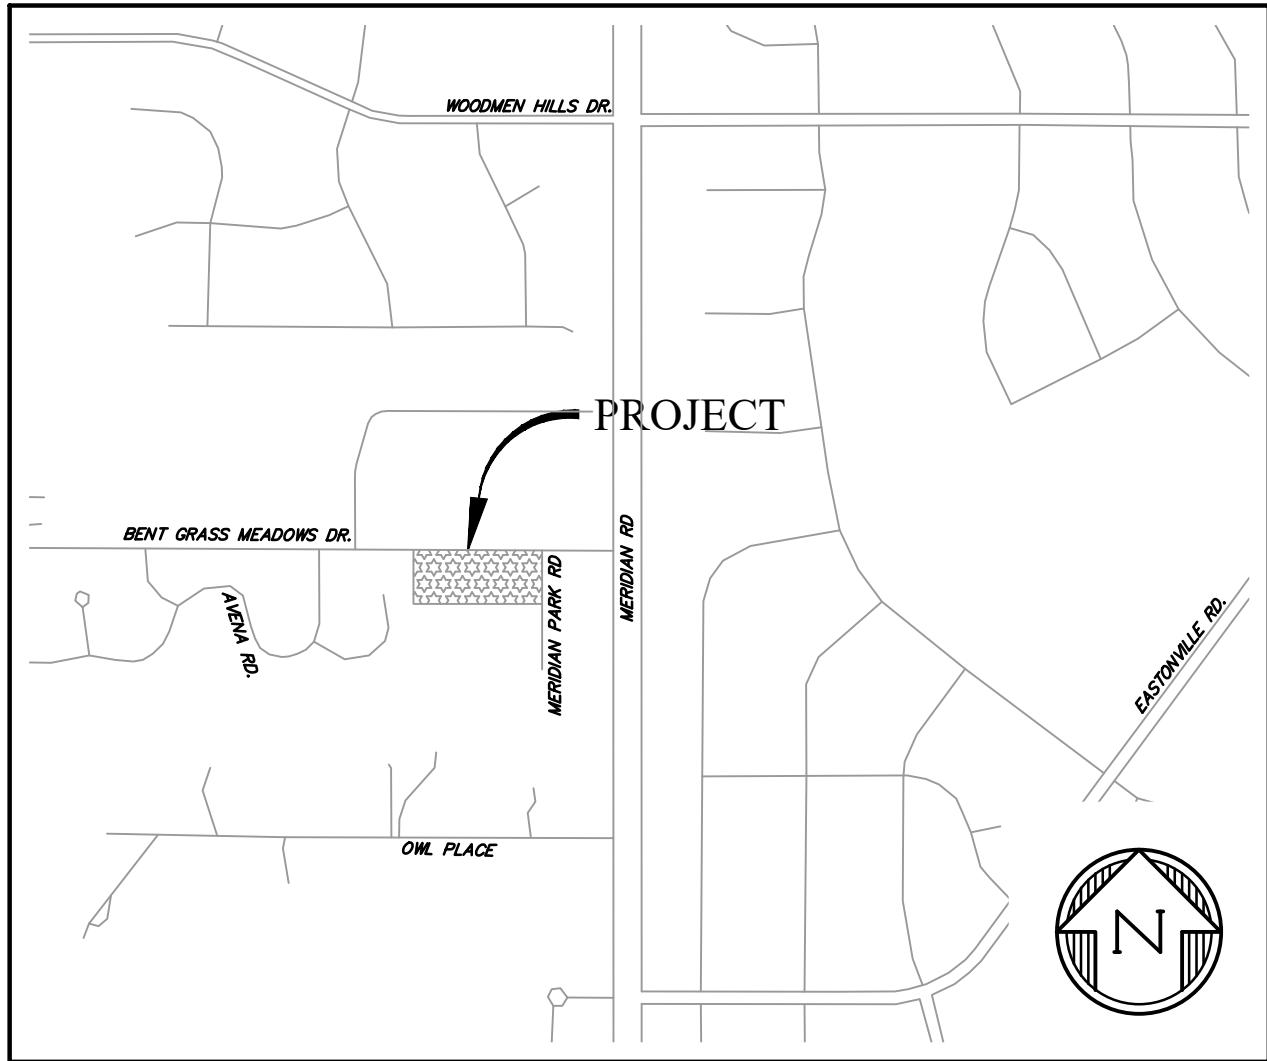 WOODMEN HILLS DR.
PROJECT
BENT GRASS MEADOWS DR.
MERIDIAN RD
MERIDIAN PARK RD
AVENA RD.
EASTONVILLE RD.
OWL PLACE
N